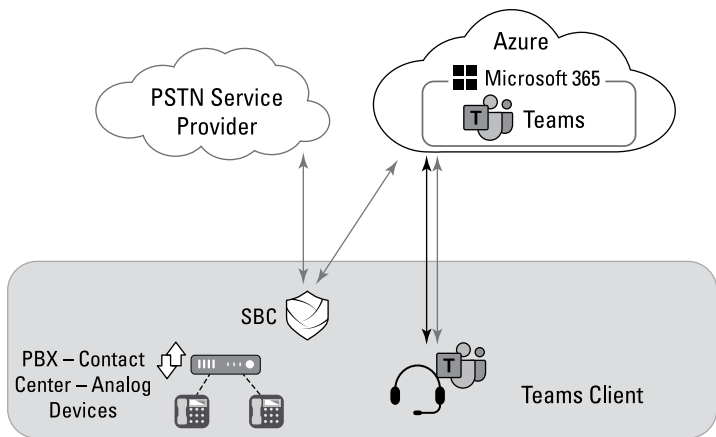 Azure
Microsoft 365
T Teams
PSTN Service
Provider
SBC
PBX – Contact
Center – Analog
Devices
T
Teams Client